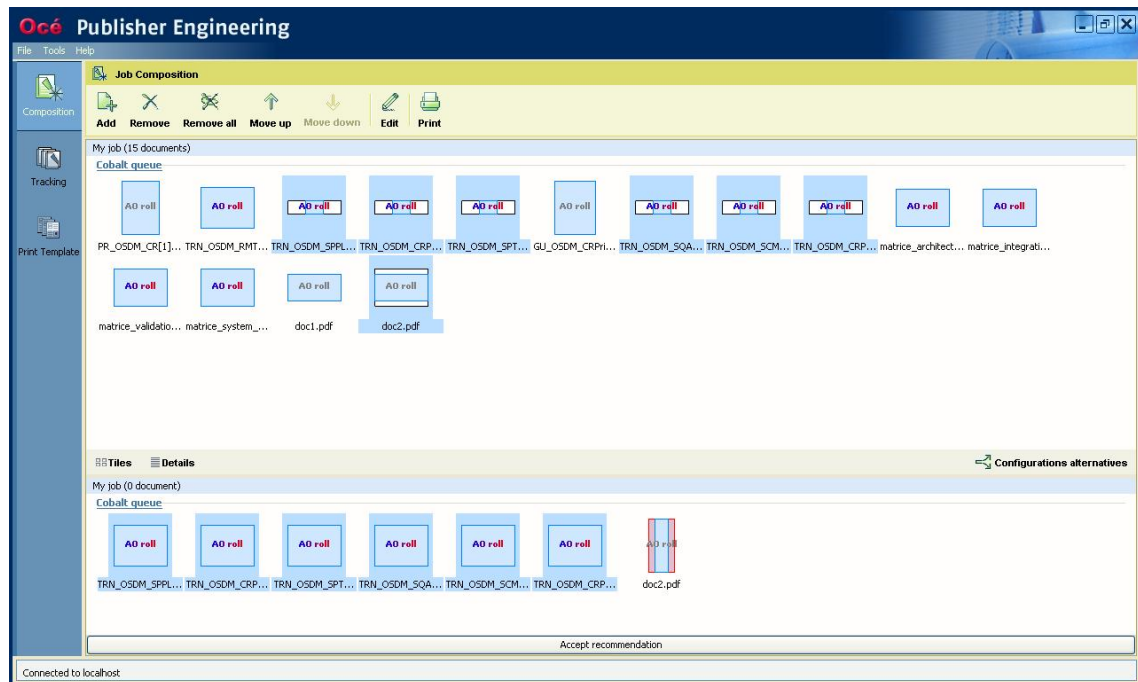 Océ Publisher Engineering
File Tools Help
Job Composition
Composition
Tracking
Print Template
Add Remove Remove all Move up Move down Edit Print
My job (15 documents)
Cobalt queue
A0 roll A0 roll A0 roll A0 roll A0 roll A0 roll A0 roll A0 roll A0 roll A0 roll A0 roll
PR_OSDM_CR[1]... TRN_OSDM_RMT... TRN_OSDM_SPPL... TRN_OSDM_CRP... TRN_OSDM_SPT... GU_OSDM_CRPri... TRN_OSDM_SQA... TRN_OSDM_SCM... TRN_OSDM_CRP... matrice_architect... matrice_integrati...
A0 roll A0 roll A0 roll A0 roll
matrice_validatio... matrice_system_... doc1.pdf doc2.pdf
Tiles Details Configurations alternatives
My job (0 document)
Cobalt queue
A0 roll A0 roll A0 roll A0 roll A0 roll A0 roll A0 roll
TRN_OSDM_SPPL... TRN_OSDM_CRP... TRN_OSDM_SPT... TRN_OSDM_SQA... TRN_OSDM_SCM... TRN_OSDM_CRP... doc2.pdf
Accept recommendation
Connected to localhost